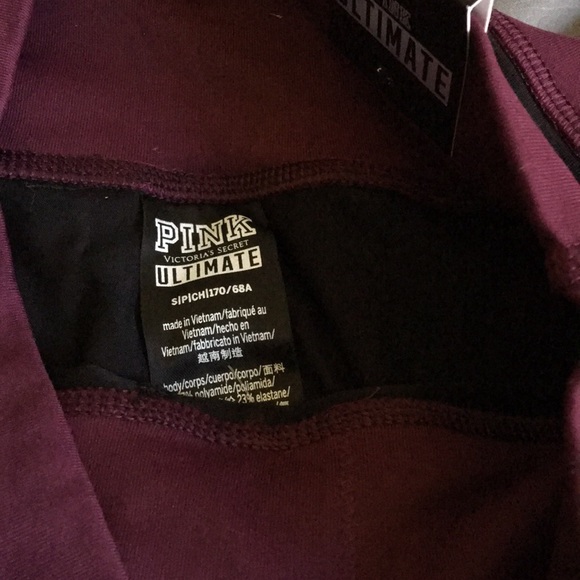 ULTIMATE
PINK
VICTORIA'S SECRET
ULTIMATE
S|P|CH|170/68A
made in Vietnam/fabriqué au
Vietnam/hecho en
Vietnam/fabbricato in Vietnam/
越南制造
body/corps/cuerpo/corpo/面料
polyamide/poliamida/
23% elastane/